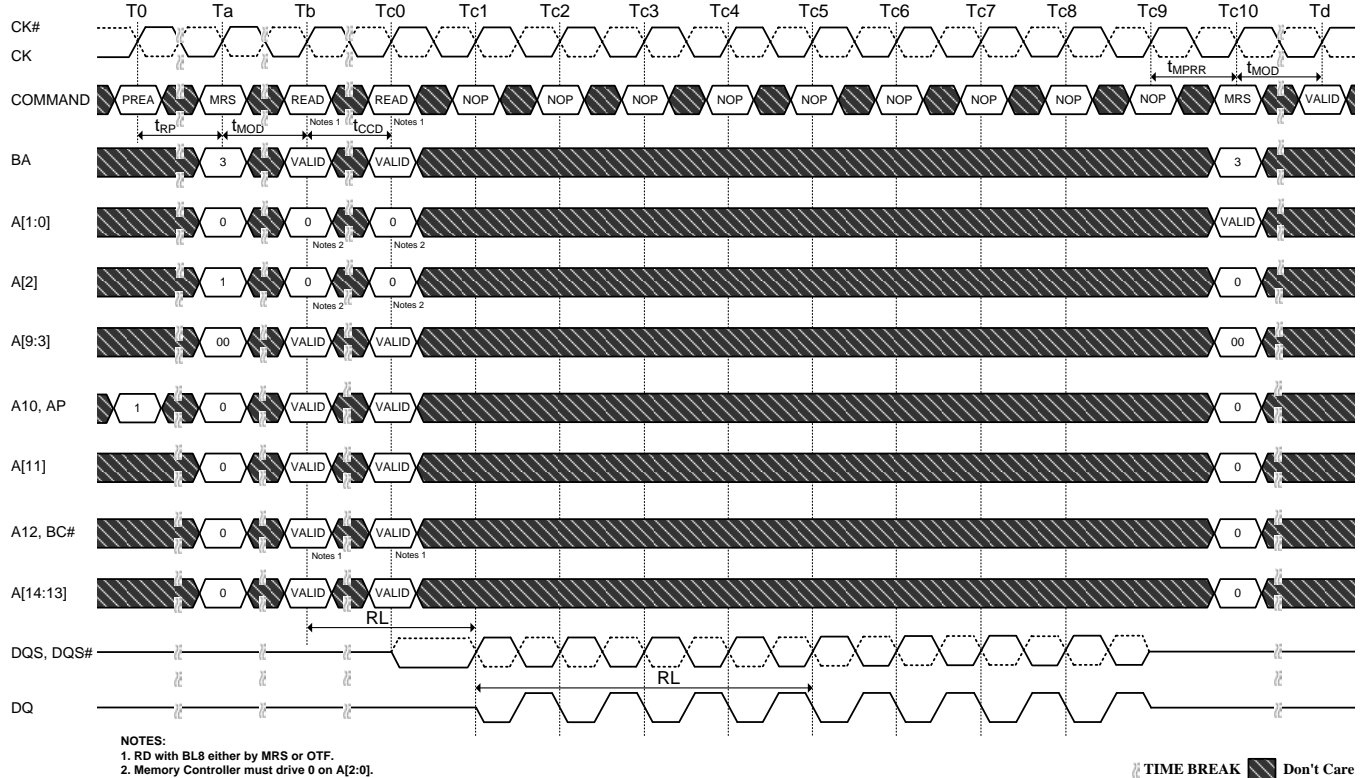 T0 Ta Tb Tc0 Tc1 Tc2 Tc3 Tc4 Tc5 Tc6 Tc7 Tc8 Tc9 Tc10 Td
CK#
CK
tMPRR tMOD
COMMAND PREA MRS READ READ NOP NOP NOP NOP NOP NOP NOP NOP NOP MRS VALID
Notes 1 Notes 1
tRP tMOD tCCD
BA 3 VALID VALID 3
A[1:0] 0 0 0 VALID
Notes 2 Notes 2
A[2] 1 0 0 0
Notes 2 Notes 2
A[9:3] 00 VALID VALID 00
A10, AP 1 0 VALID VALID 0
A[11] 0 VALID VALID 0
A12, BC# 0 VALID VALID 0
Notes 1 Notes 1
A[14:13] 0 VALID VALID 0
RL
DQS, DQS#
RL
DQ
NOTES:
1. RD with BL8 either by MRS or OTF.
2. Memory Controller must drive 0 on A[2:0].
TIME BREAK Don't Care